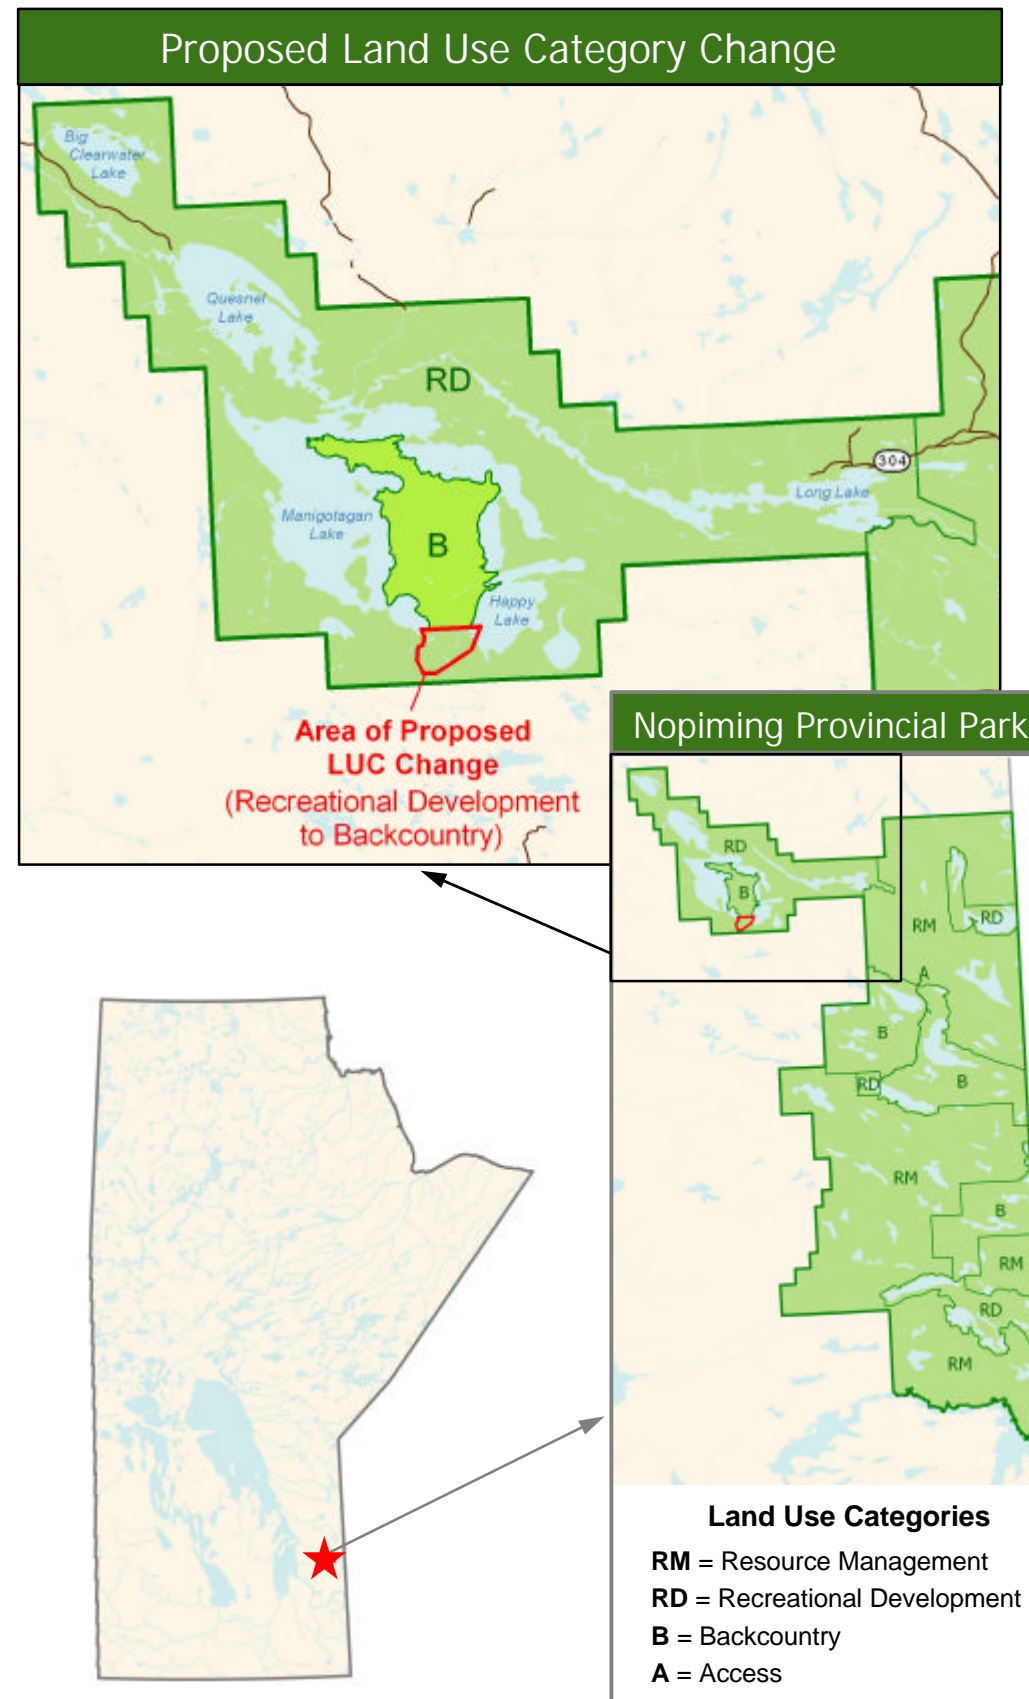 Proposed Land Use Category Change
Big
Clearwater
Lake
Quesnel
Lake
RD
304
Long Lake
Manigotagan
Lake
B
Happy
Lake
Area of Proposed
LUC Change
(Recreational Development
to Backcountry)
Nopiming Provincial Park
RD
B
RM
RD
A
B
RD
B
RM
B
RM
RD
RM
Land Use Categories
RM = Resource Management
RD = Recreational Development
B = Backcountry
A = Access